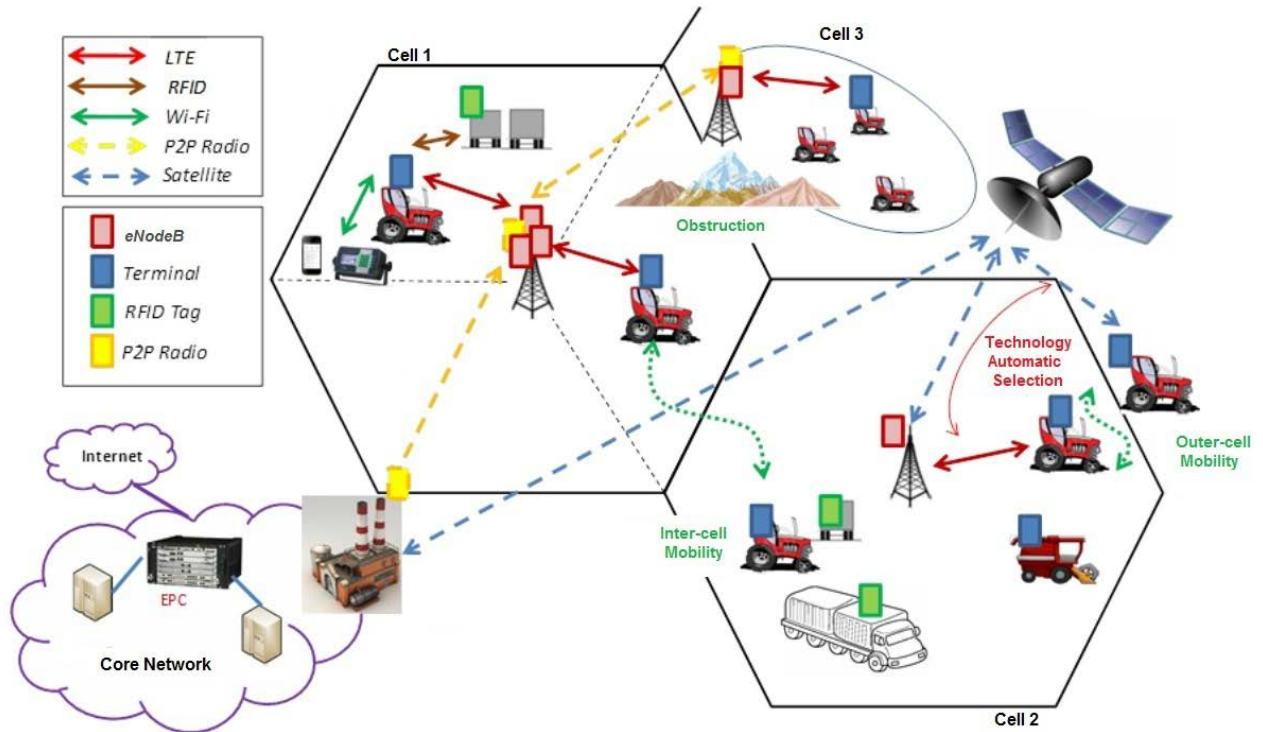 LTE
RFID
Wi-Fi
P2P Radio
Satellite
eNodeB
Terminal
RFID Tag
P2P Radio
Cell 1
Cell 3
Obstruction
Technology
Automatic
Selection
Outer-cell
Mobility
Inter-cell
Mobility
Internet
EPC
Core Network
Cell 2